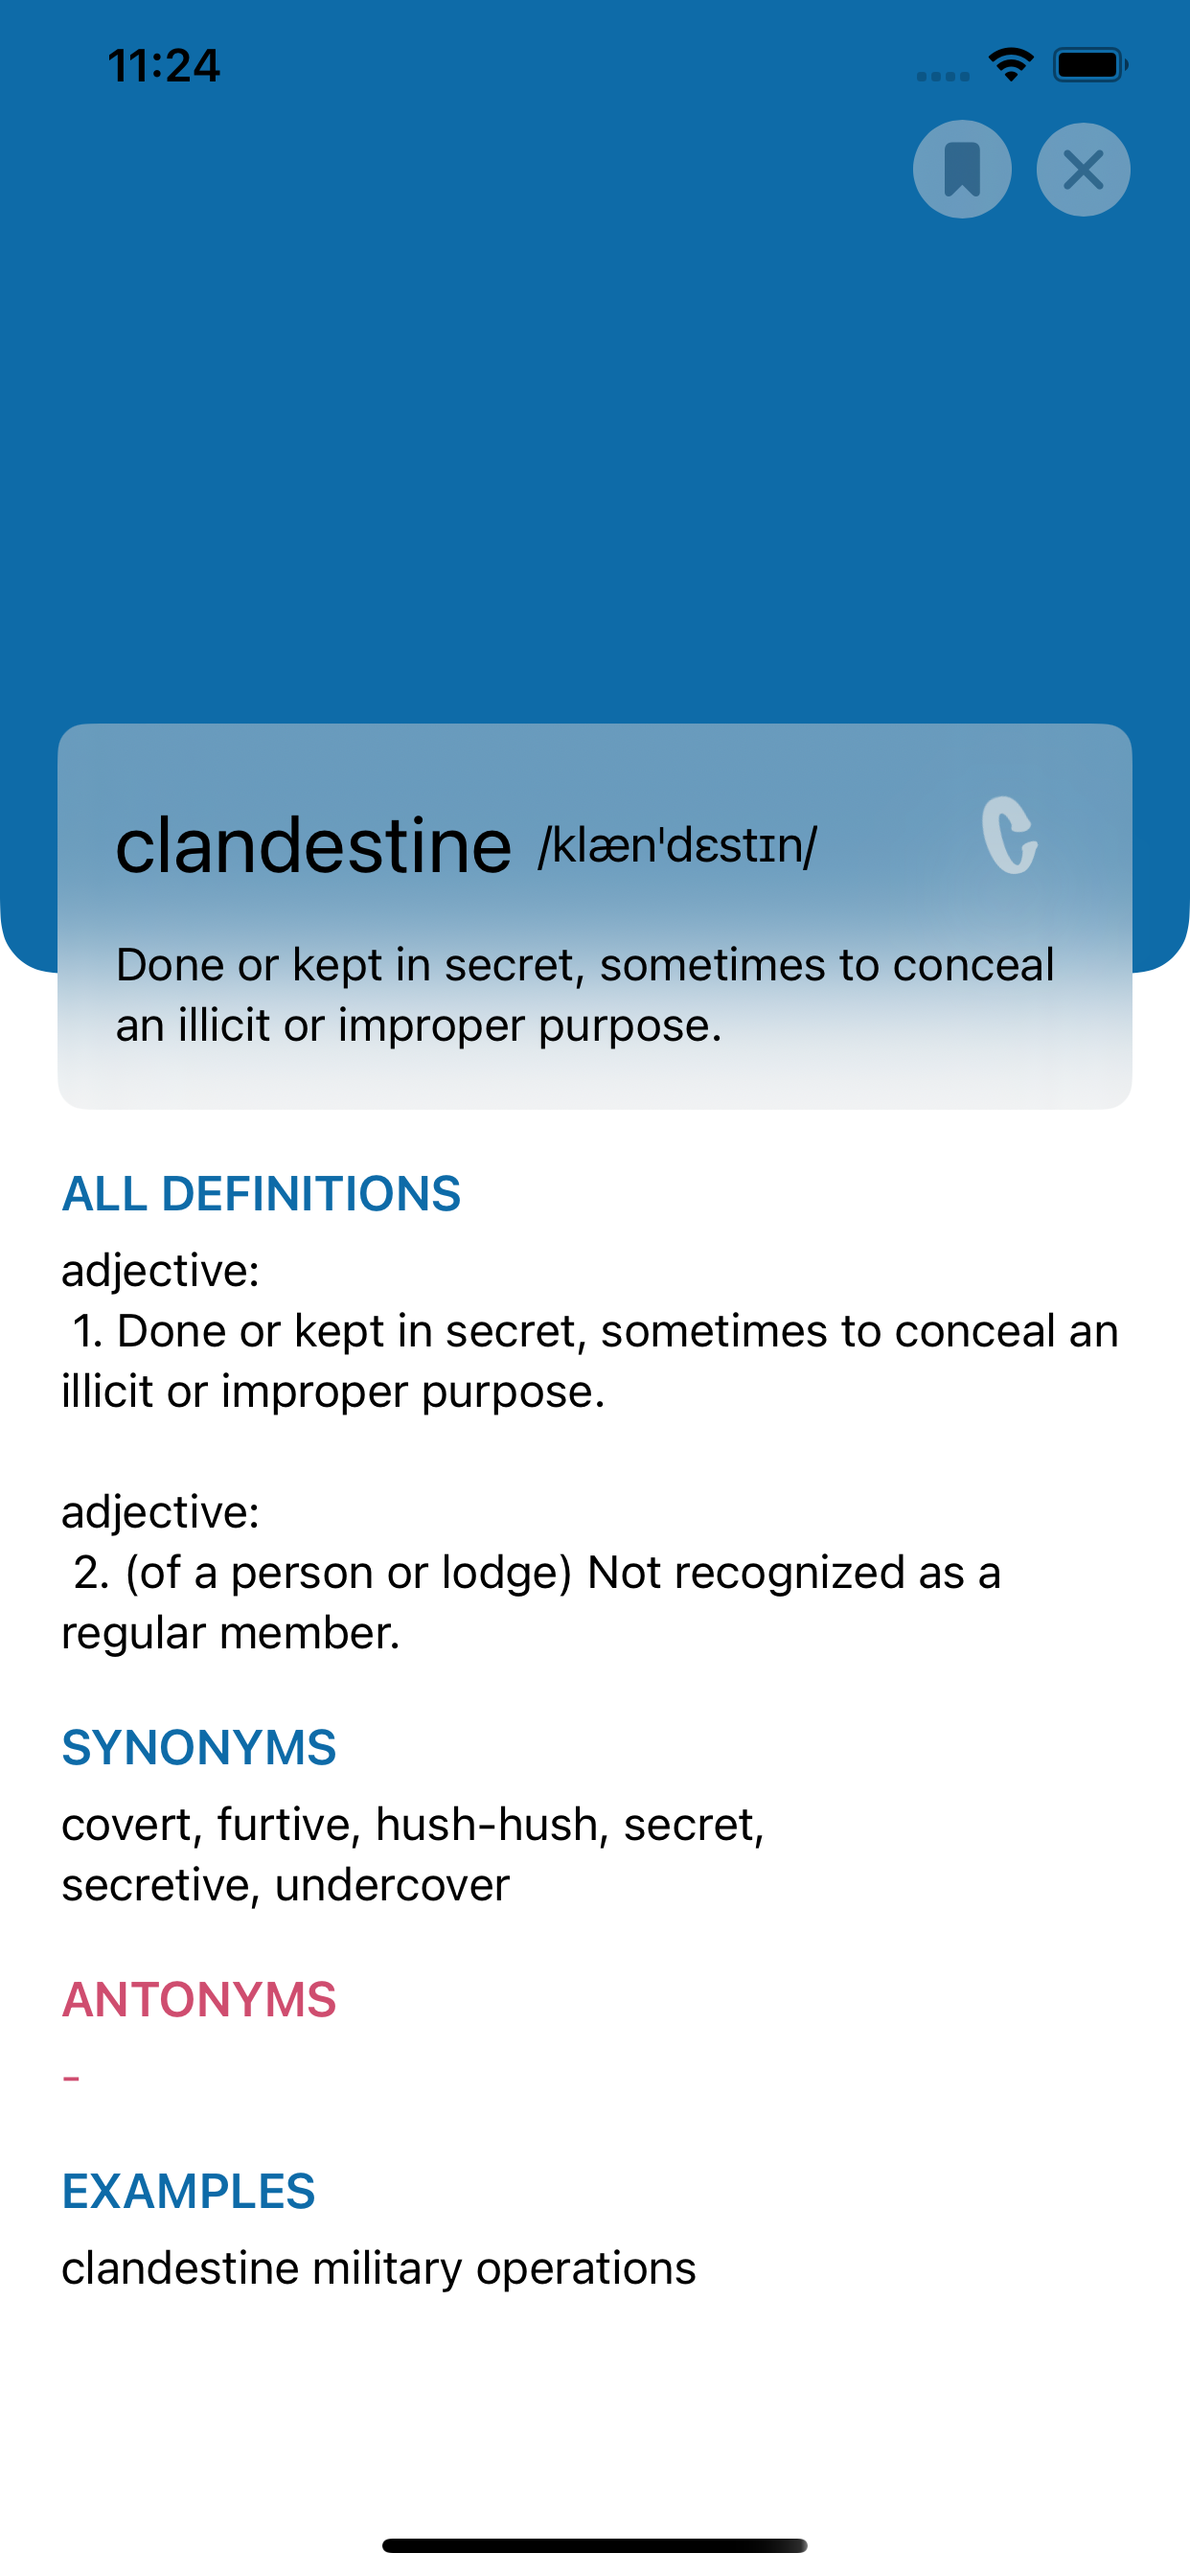 11:24
clandestine /klæn'dɛstɪn/
C
Done or kept in secret, sometimes to conceal
an illicit or improper purpose.
ALL DEFINITIONS
adjective:
1. Done or kept in secret, sometimes to conceal an
illicit or improper purpose.
adjective:
2. (of a person or lodge) Not recognized as a
regular member.
SYNONYMS
covert, furtive, hush-hush, secret,
secretive, undercover
ANTONYMS
-
EXAMPLES
clandestine military operations